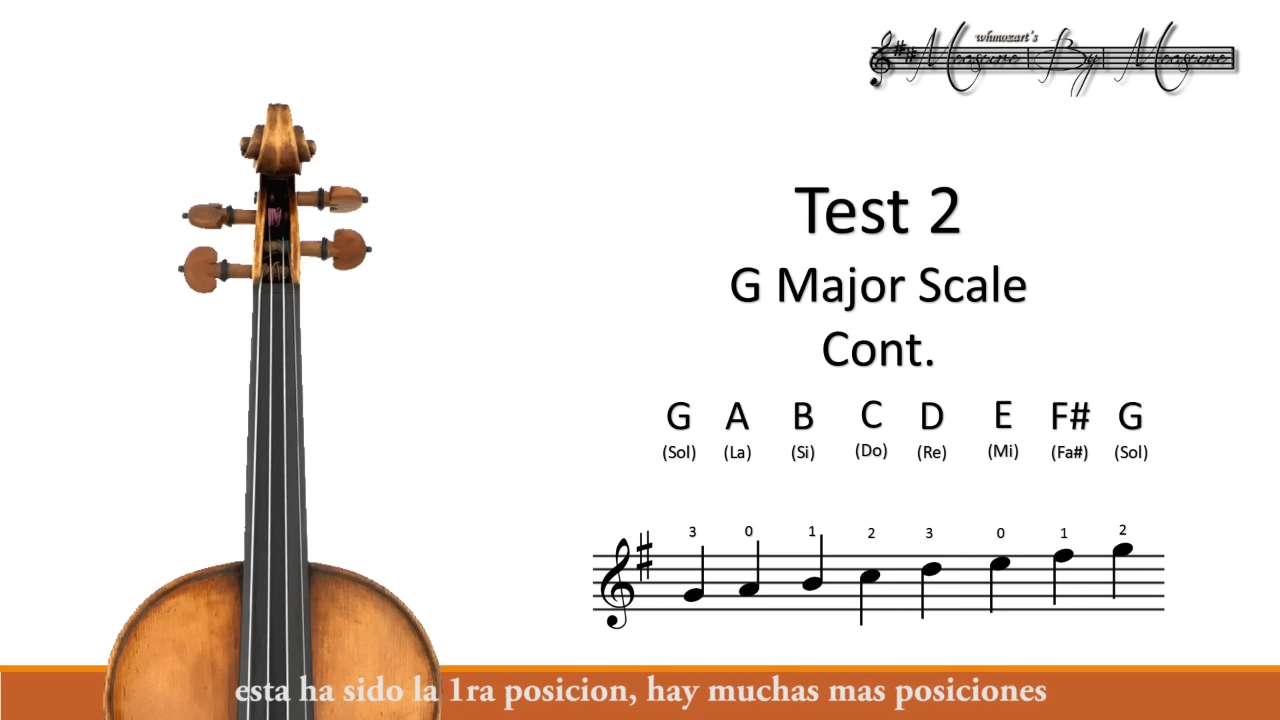 whmozart's
Measure By Measure
Test 2
G Major Scale
Cont.
G A B C D E F# G
(Sol) (La) (Si) (Do) (Re) (Mi) (Fa#) (Sol)
3 0 1 2 3 0 1 2
esta ha sido la 1ra posicion, hay muchas mas posiciones